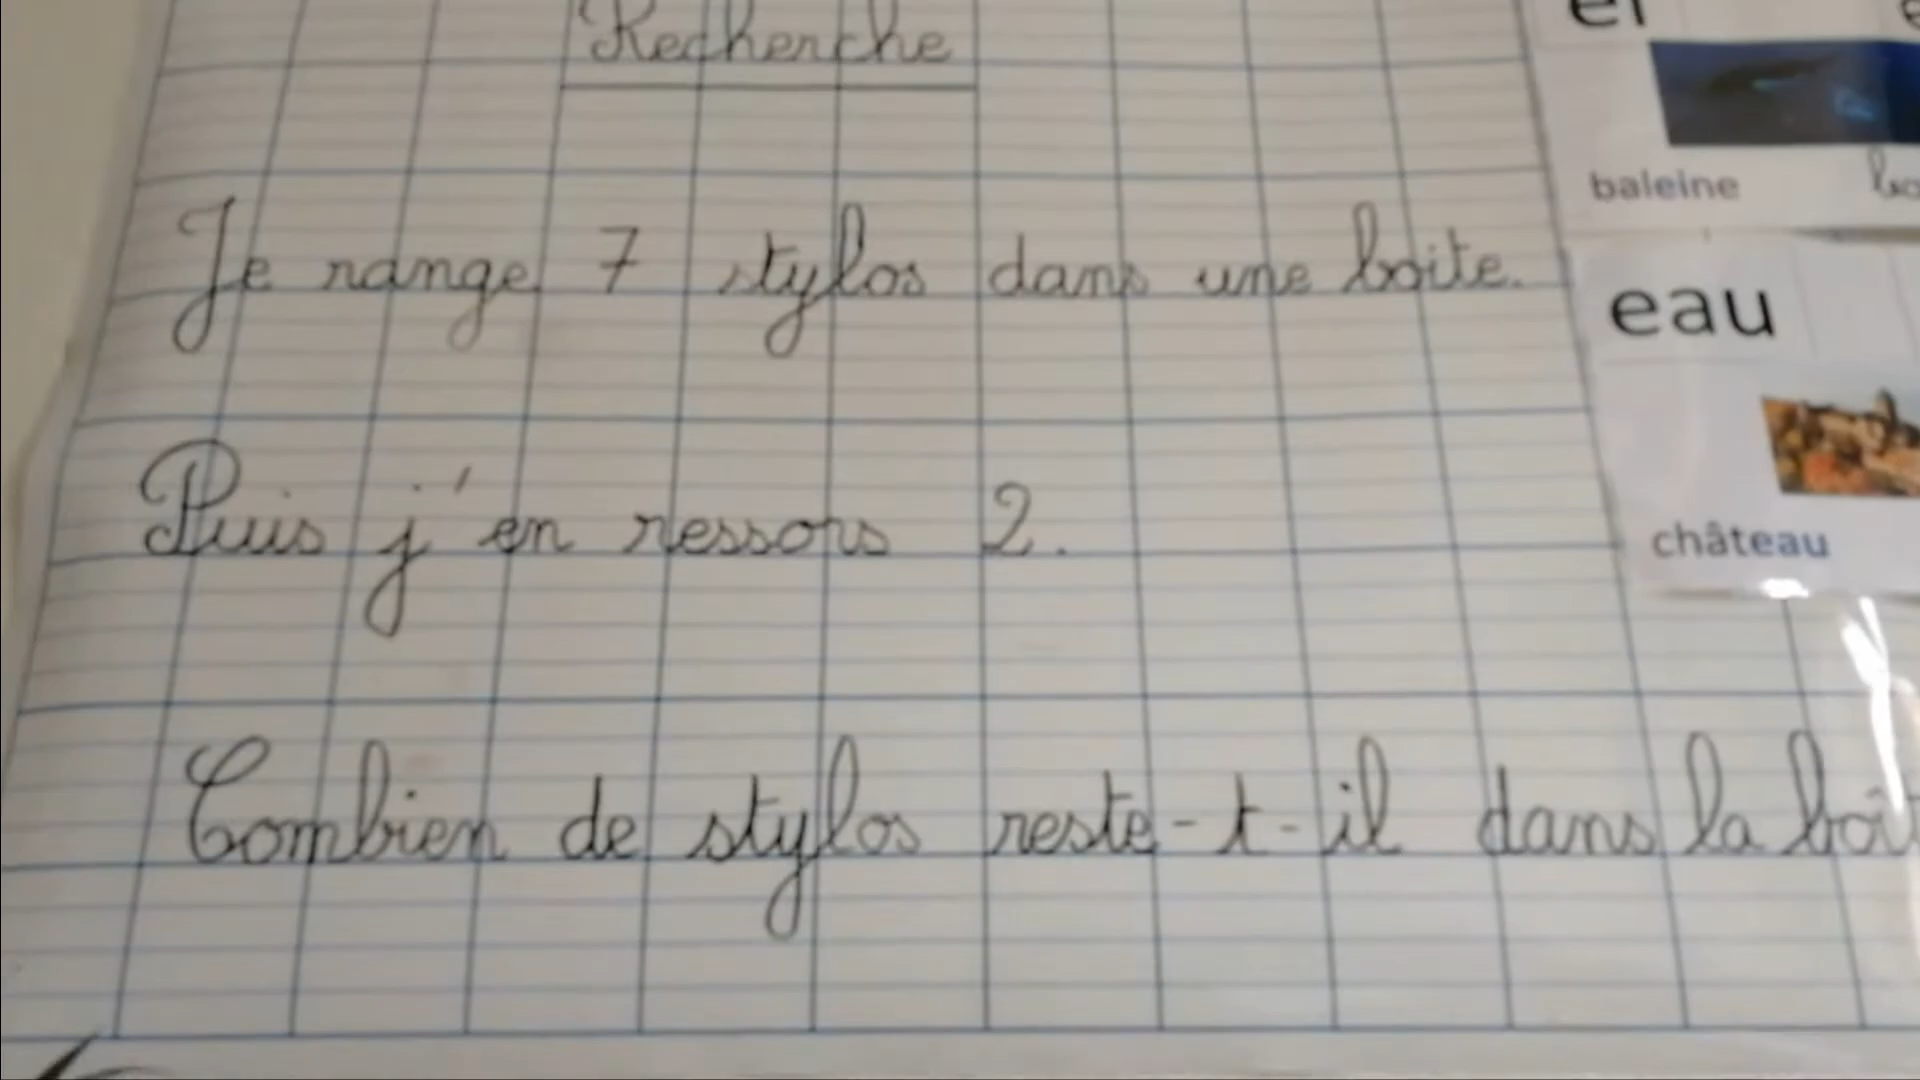 Recherche
Je range 7 stylos dans une boite.
Puis j'en ressors 2.
Combien de stylos reste-t-il dans la
ei
baleine
eau
château